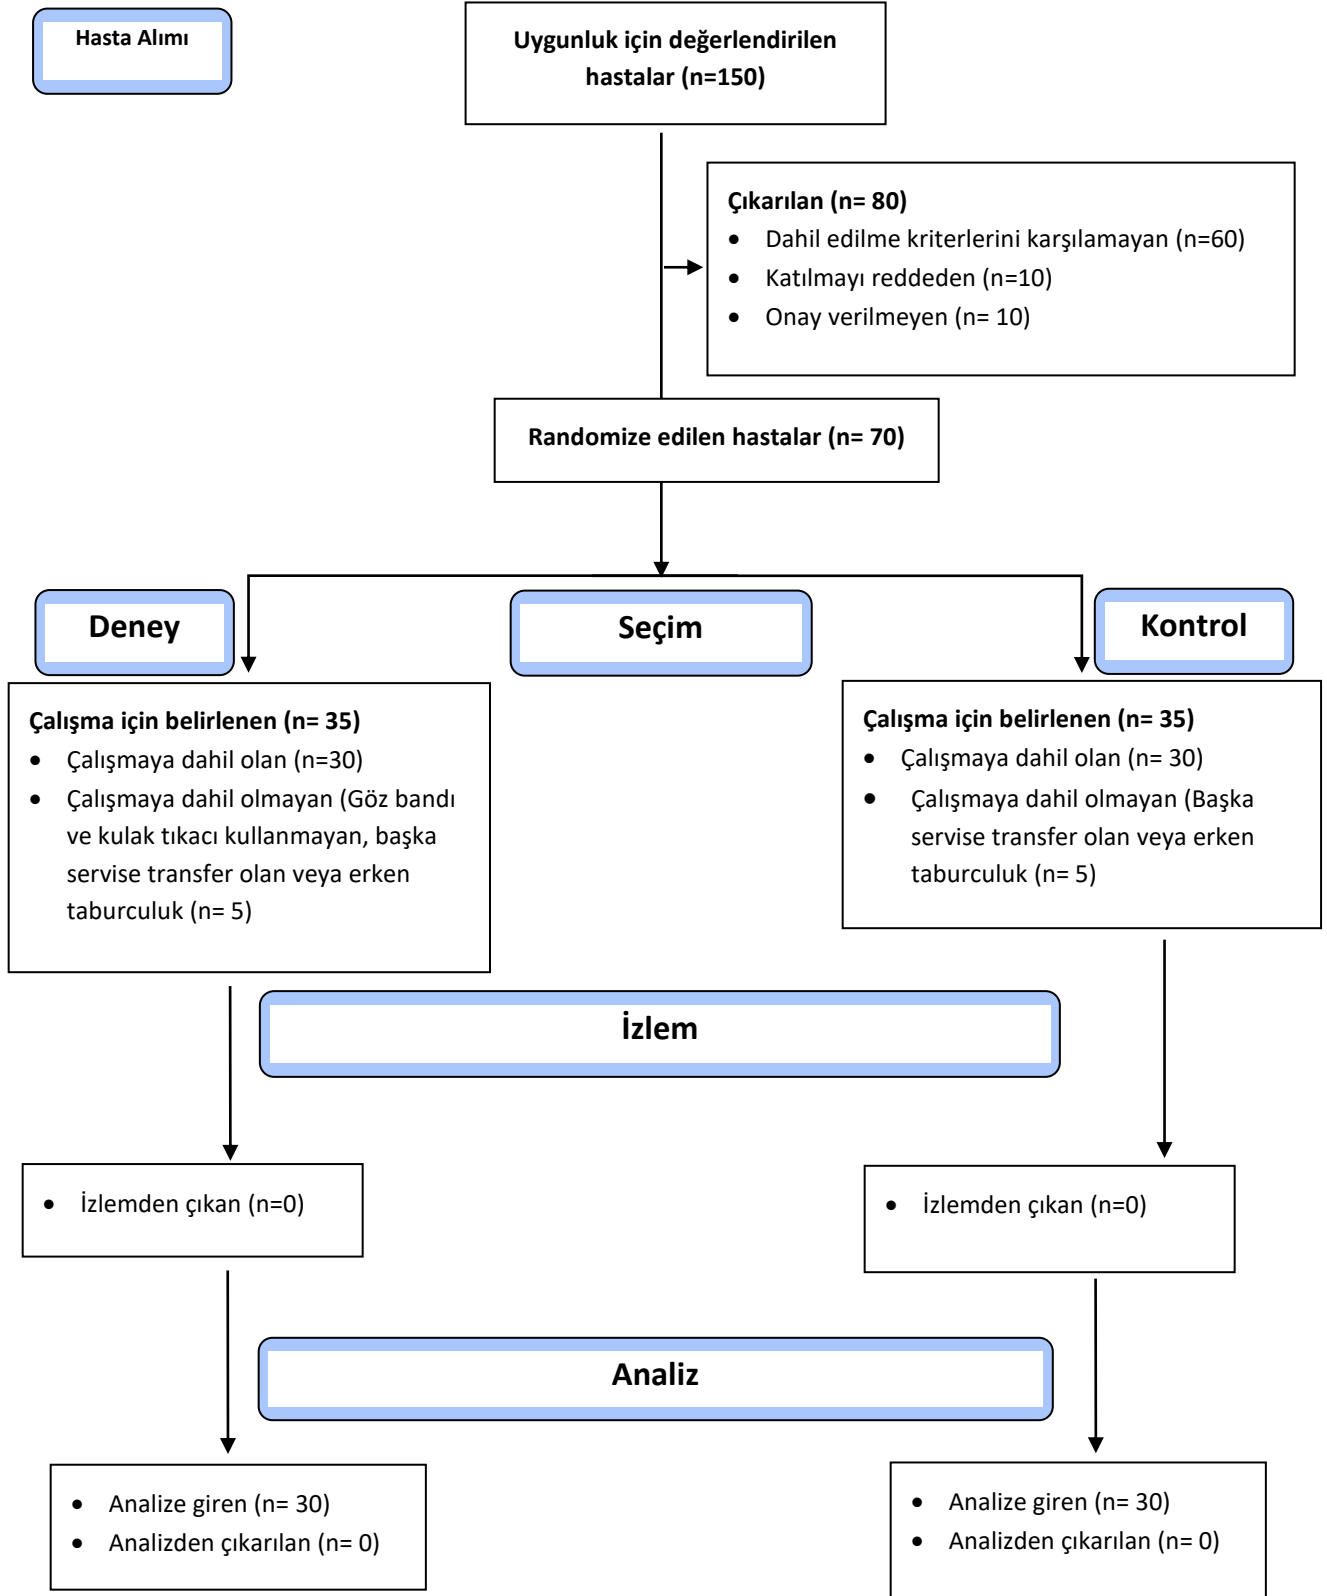 Hasta Alımı
Uygunluk için değerlendirilen
hastalar (n=150)
Çıkarılan (n= 80)
• Dahil edilme kriterlerini karşılamayan (n=60)
• Katılmayı reddeden (n=10)
• Onay verilmeyen (n= 10)
Randomize edilen hastalar (n= 70)
Deney
Seçim
Kontrol
Çalışma için belirlenen (n= 35)
• Çalışmaya dahil olan (n=30)
• Çalışmaya dahil olmayan (Göz bandı
ve kulak tıkacı kullanmayan, başka
servise transfer olan veya erken
taburculuk (n= 5)
Çalışma için belirlenen (n= 35)
• Çalışmaya dahil olan (n= 30)
• Çalışmaya dahil olmayan (Başka
servise transfer olan veya erken
taburculuk (n= 5)
İzlem
• İzlemden çıkan (n=0)
• İzlemden çıkan (n=0)
Analiz
• Analize giren (n= 30)
• Analizden çıkarılan (n= 0)
• Analize giren (n= 30)
• Analizden çıkarılan (n= 0)